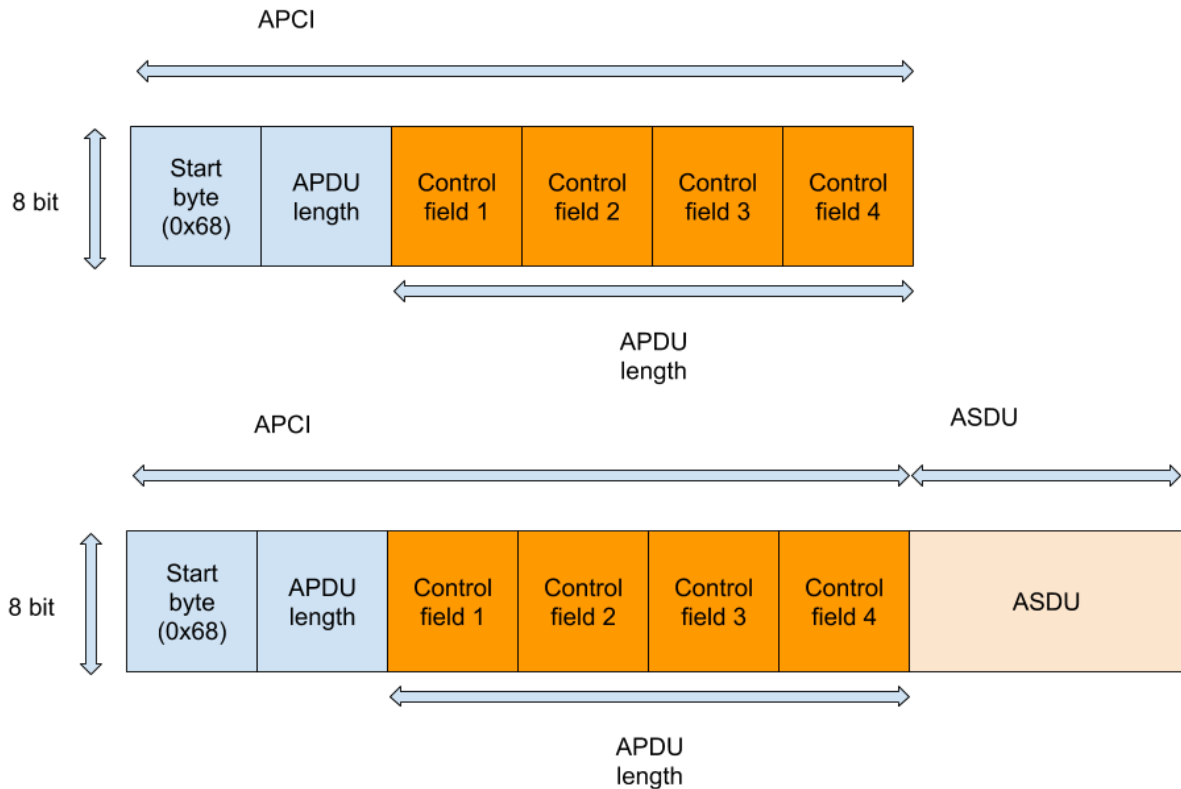 APCI
8 bit
Start
byte
(0x68)
APDU
length
Control
field 1
Control
field 2
Control
field 3
Control
field 4
APDU
length
APCI
ASDU
8 bit
Start
byte
(0x68)
APDU
length
Control
field 1
Control
field 2
Control
field 3
Control
field 4
ASDU
APDU
length